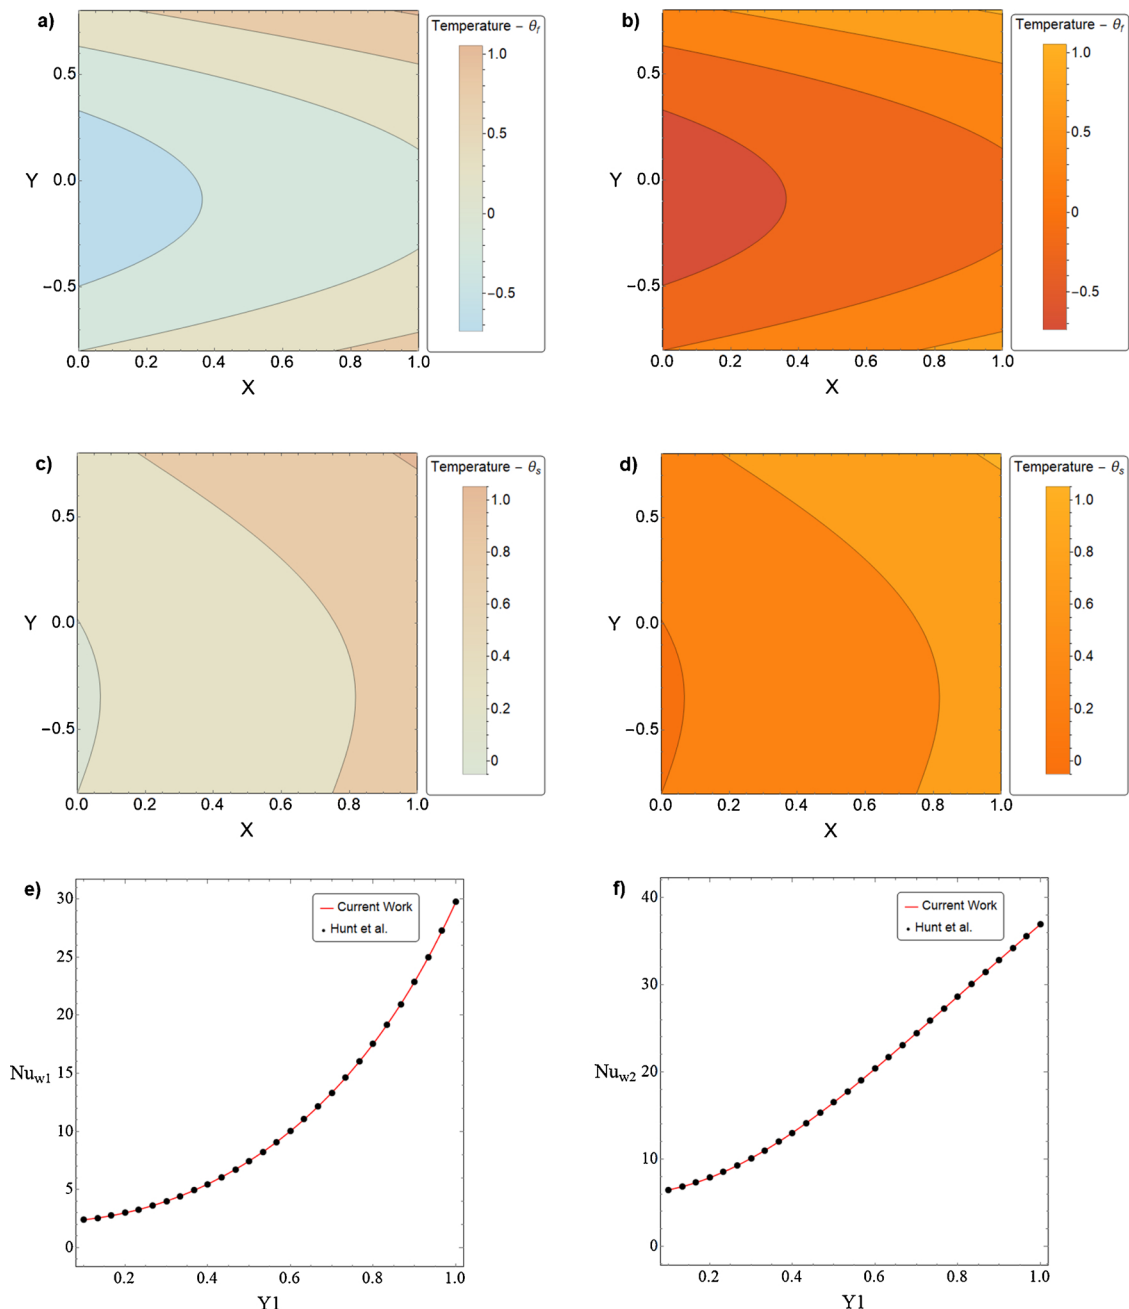 a)
Temperature – θf
1.0
0.5
0
−0.5
Y
0.5
0.0
−0.5
0.0 0.2 0.4 0.6 0.8 1.0
X
b)
Temperature – θf
1.0
0.5
0
−0.5
Y
0.5
0.0
−0.5
0.0 0.2 0.4 0.6 0.8 1.0
X
c)
Temperature – θs
1.0
0.8
0.6
0.4
0.2
0
Y
0.5
0.0
−0.5
0.0 0.2 0.4 0.6 0.8 1.0
X
d)
Temperature – θs
1.0
0.8
0.6
0.4
0.2
0
Y
0.5
0.0
−0.5
0.0 0.2 0.4 0.6 0.8 1.0
X
e)
Current Work
Hunt et al.
Nuw1
30
25
20
15
10
5
0
0.2 0.4 0.6 0.8 1.0
Y1
f)
Current Work
Hunt et al.
Nuw2
40
30
20
10
0
0.2 0.4 0.6 0.8 1.0
Y1